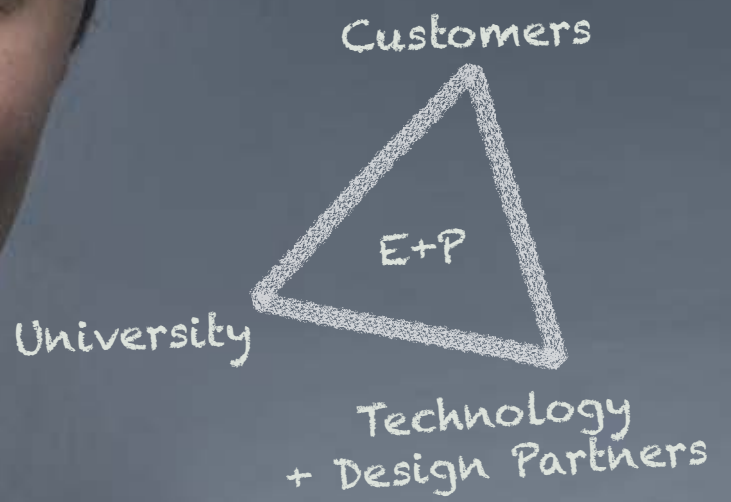 Customers
E+P
University
Technology
+ Design Partners